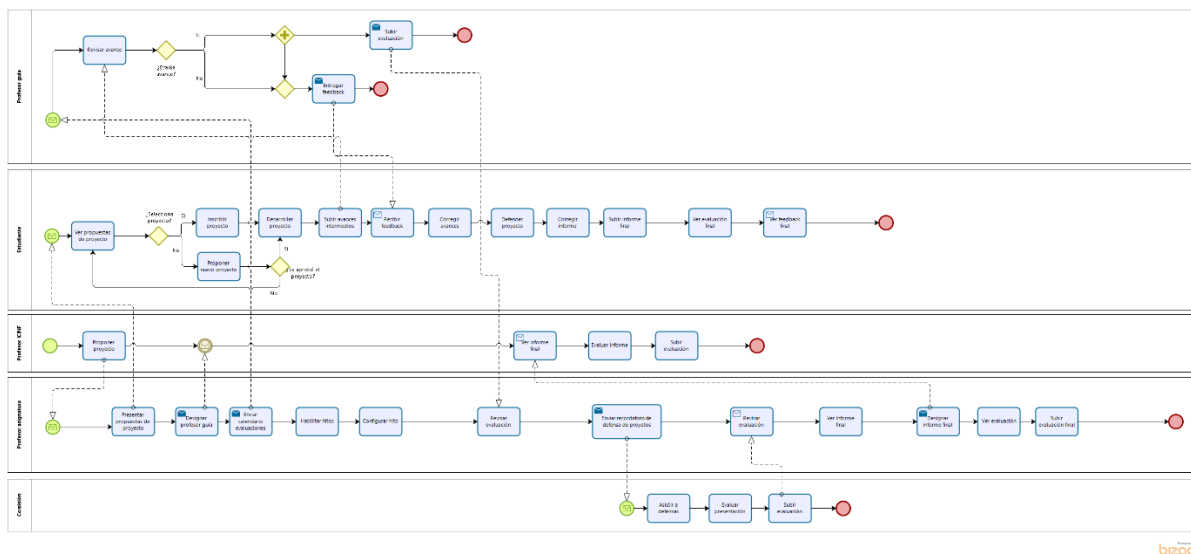 Profesor guía
Revisar avance
¿Evalúa
avance?
Si
No
Subir
evaluación
Entregar
feedback
Estudiante
Ver propuestas
de proyecto
¿Selecciona
proyecto?
Si
No
Inscribir
proyecto
Proponer
nuevo proyecto
Desarrollar
proyecto
Si
¿Se aprobó el
proyecto?
No
Subir avances
intermedios
Recibir
feedback
Corregir
avances
Defender
proyecto
Corregir
informe
Subir informe
final
Ver evaluación
final
Ver feedback
final
Profesor ICINF
Proponer
proyecto
Ver informe
final
Evaluar informe
Subir
evaluación
Profesor asignatura
Presentar
propuestas de
proyecto
Designar
profesor guía
Enviar
calendario
evaluaciones
Habilitar hitos
Configurar hito
Revisar
evaluación
Enviar recordatorio de
defensa de proyetos
Revisar
evaluación
Ver informe
final
Designar
informe final
Ver evaluación
Subir
evaluación final
Comisión
Asistir a
defensas
Evaluar
presentación
Subir
evaluación